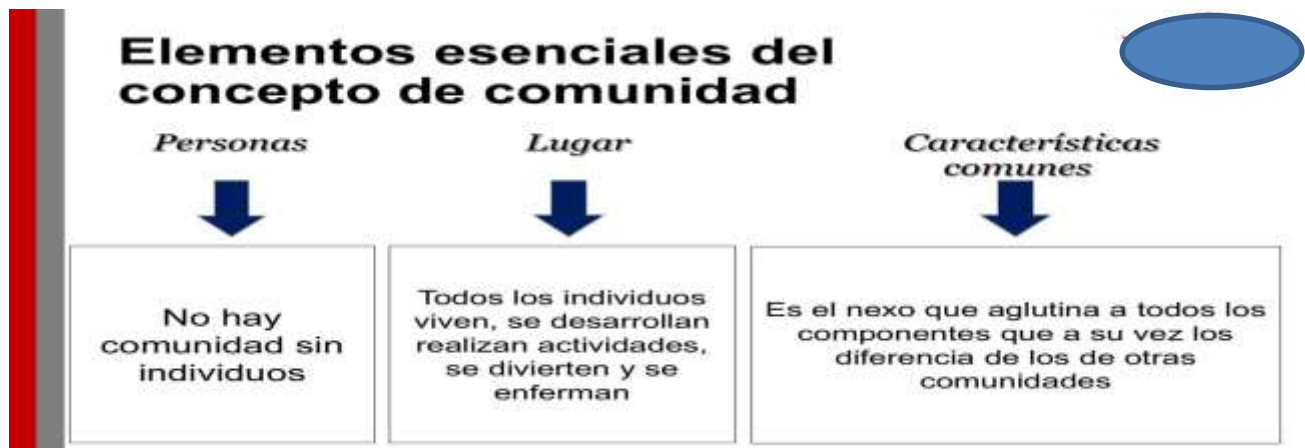 Elementos esenciales del
concepto de comunidad
Personas
Lugar
Características
comunes
No hay
comunidad sin
individuos
Todos los individuos
viven, se desarrollan
realizan actividades,
se divierten y se
enferman
Es el nexo que aglutina a todos los
componentes que a su vez los
diferencia de los de otras
comunidades